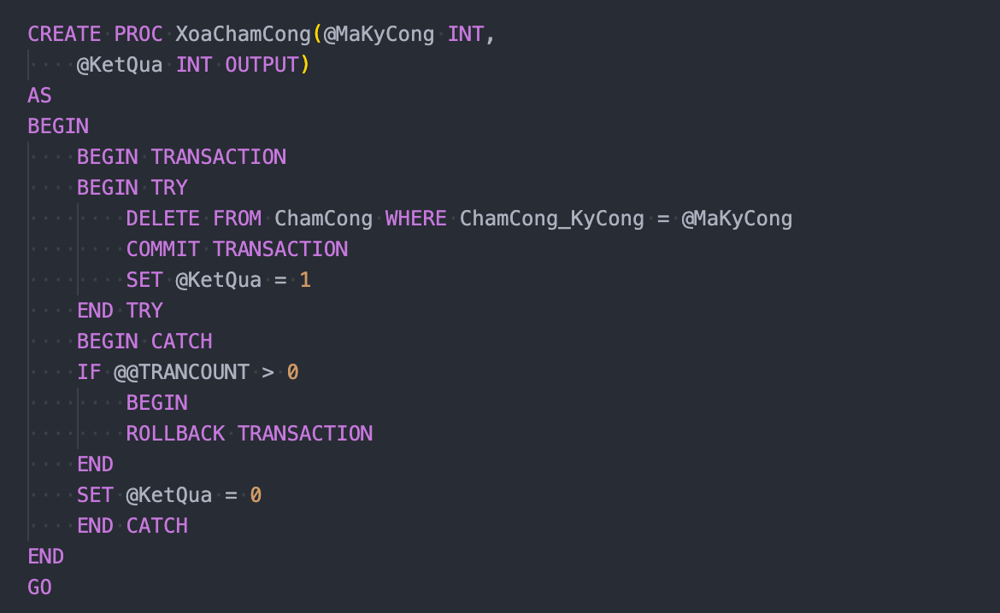 CREATE PROC XoaChamCong(@MaKyCong INT,
    @KetQua INT OUTPUT)
AS
BEGIN
    BEGIN TRANSACTION
    BEGIN TRY
        DELETE FROM ChamCong WHERE ChamCong_KyCong = @MaKyCong
        COMMIT TRANSACTION
        SET @KetQua = 1
    END TRY
    BEGIN CATCH
    IF @@TRANCOUNT > 0
        BEGIN
        ROLLBACK TRANSACTION
    END
    SET @KetQua = 0
    END CATCH
END
GO